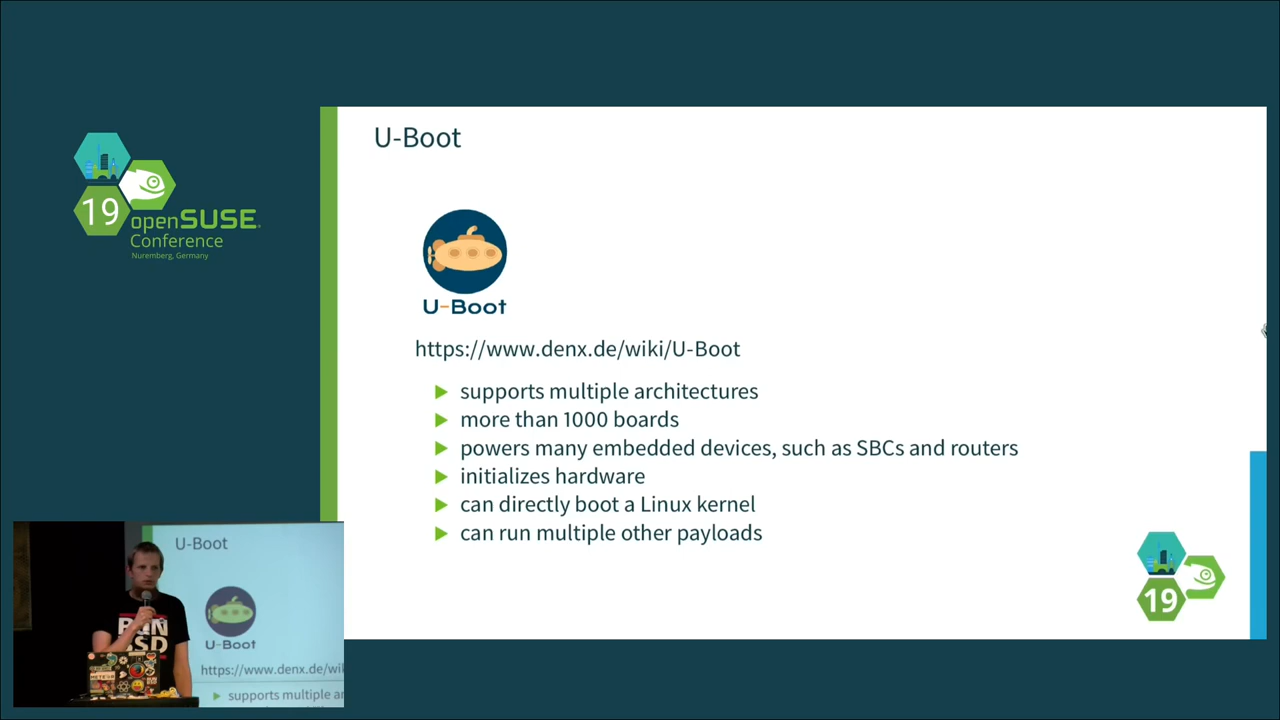 19
openSUSE
Conference
Nuremberg, Germany
U-Boot
U-Boot
https://www.denx.de/wiki/U-Boot
supports multiple architectures
more than 1000 boards
powers many embedded devices, such as SBCs and routers
initializes hardware
can directly boot a Linux kernel
can run multiple other payloads
19
U-Boot
U-Boot
https://www.denx.de/wik
supports multiple ar